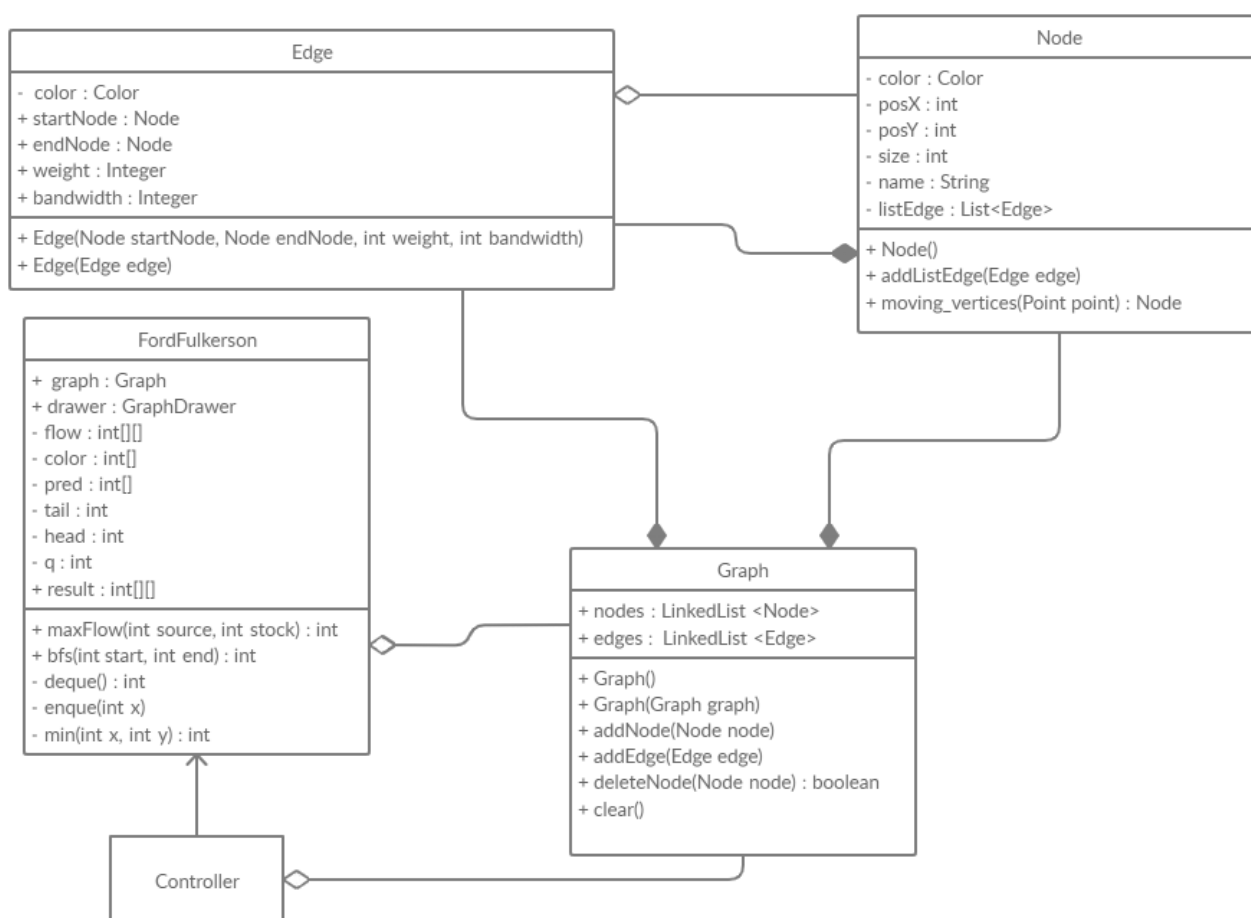 Edge
- color : Color
+ startNode : Node
+ endNode : Node
+ weight : Integer
+ bandwidth : Integer
+ Edge(Node startNode, Node endNode, int weight, int bandwidth)
+ Edge(Edge edge)
Node
- color : Color
- posX : int
- posY : int
- size : int
- name : String
- listEdge : List<Edge>
+ Node()
+ addListEdge(Edge edge)
+ moving_vertices(Point point) : Node
FordFulkerson
+ graph : Graph
+ drawer : GraphDrawer
- flow : int[][]
- color : int[]
- pred : int[]
- tail : int
- head : int
- q : int
+ result : int[][]
+ maxFlow(int source, int stock) : int
+ bfs(int start, int end) : int
- deque() : int
- enque(int x)
- min(int x, int y) : int
Graph
+ nodes : LinkedList <Node>
+ edges : LinkedList <Edge>
+ Graph()
+ Graph(Graph graph)
+ addNode(Node node)
+ addEdge(Edge edge)
+ deleteNode(Node node) : boolean
+ clear()
Controller